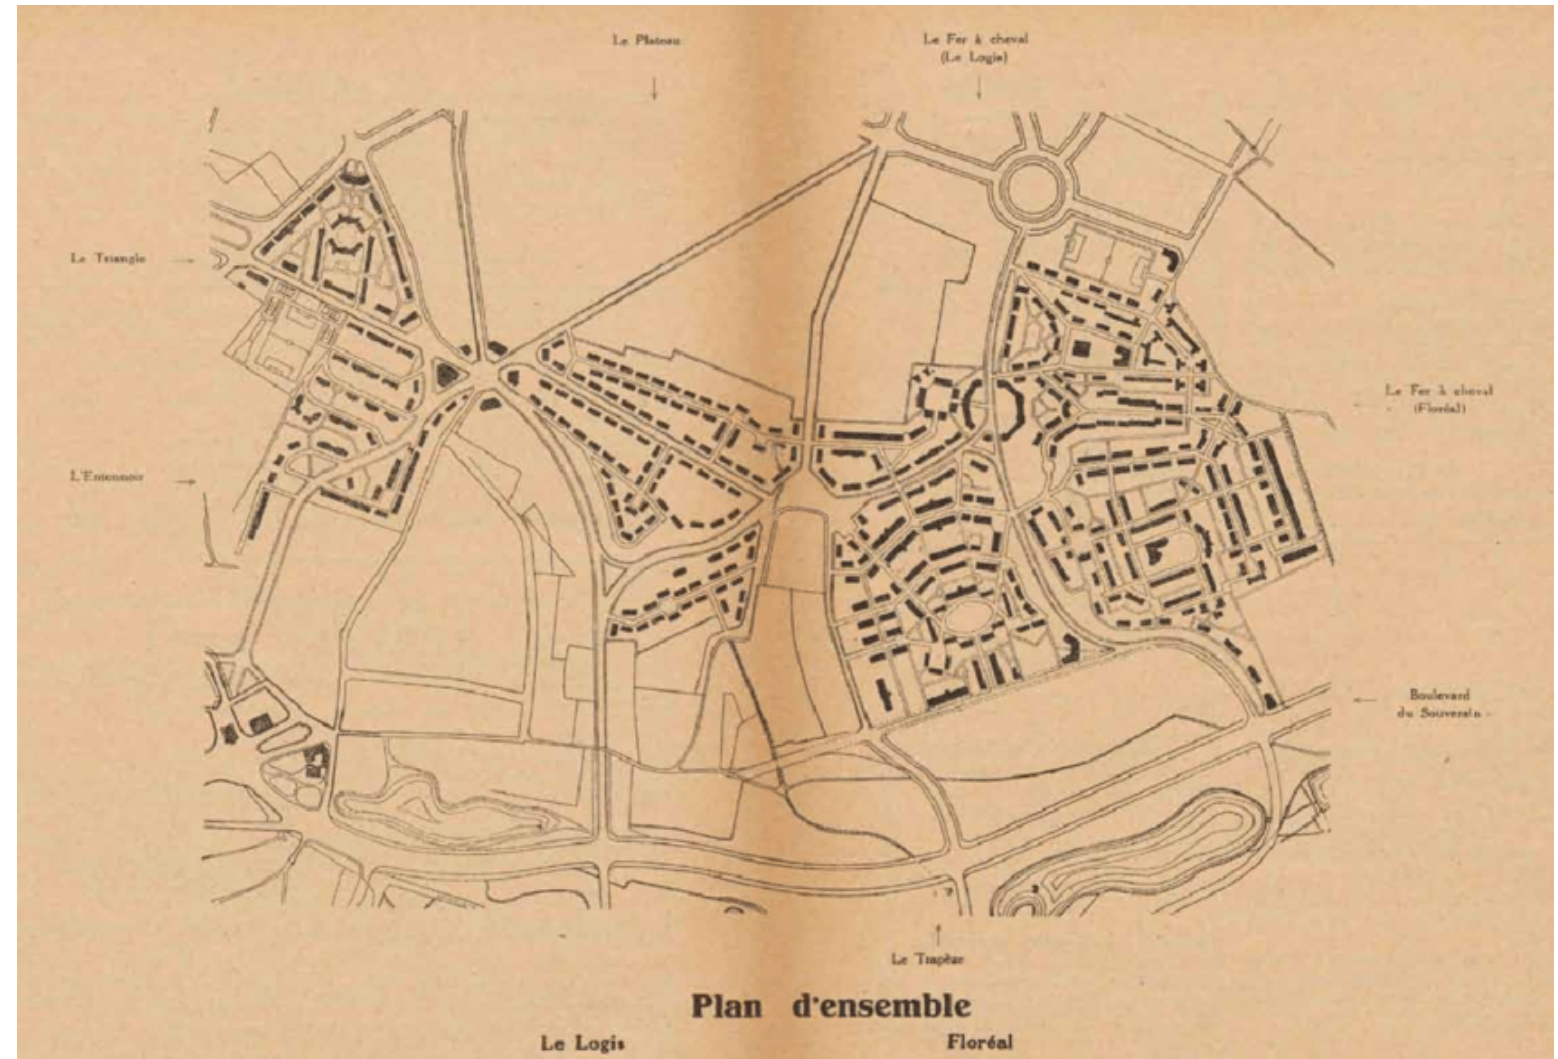 Le Plateau
Le Fer à cheval
(Le Logis)
Le Triangle
Le Fer à cheval
(Floréal)
L'Entonnoir
Boulevard
du Souverain
Le Trapèze
Plan d'ensemble
Le Logis
Floréal